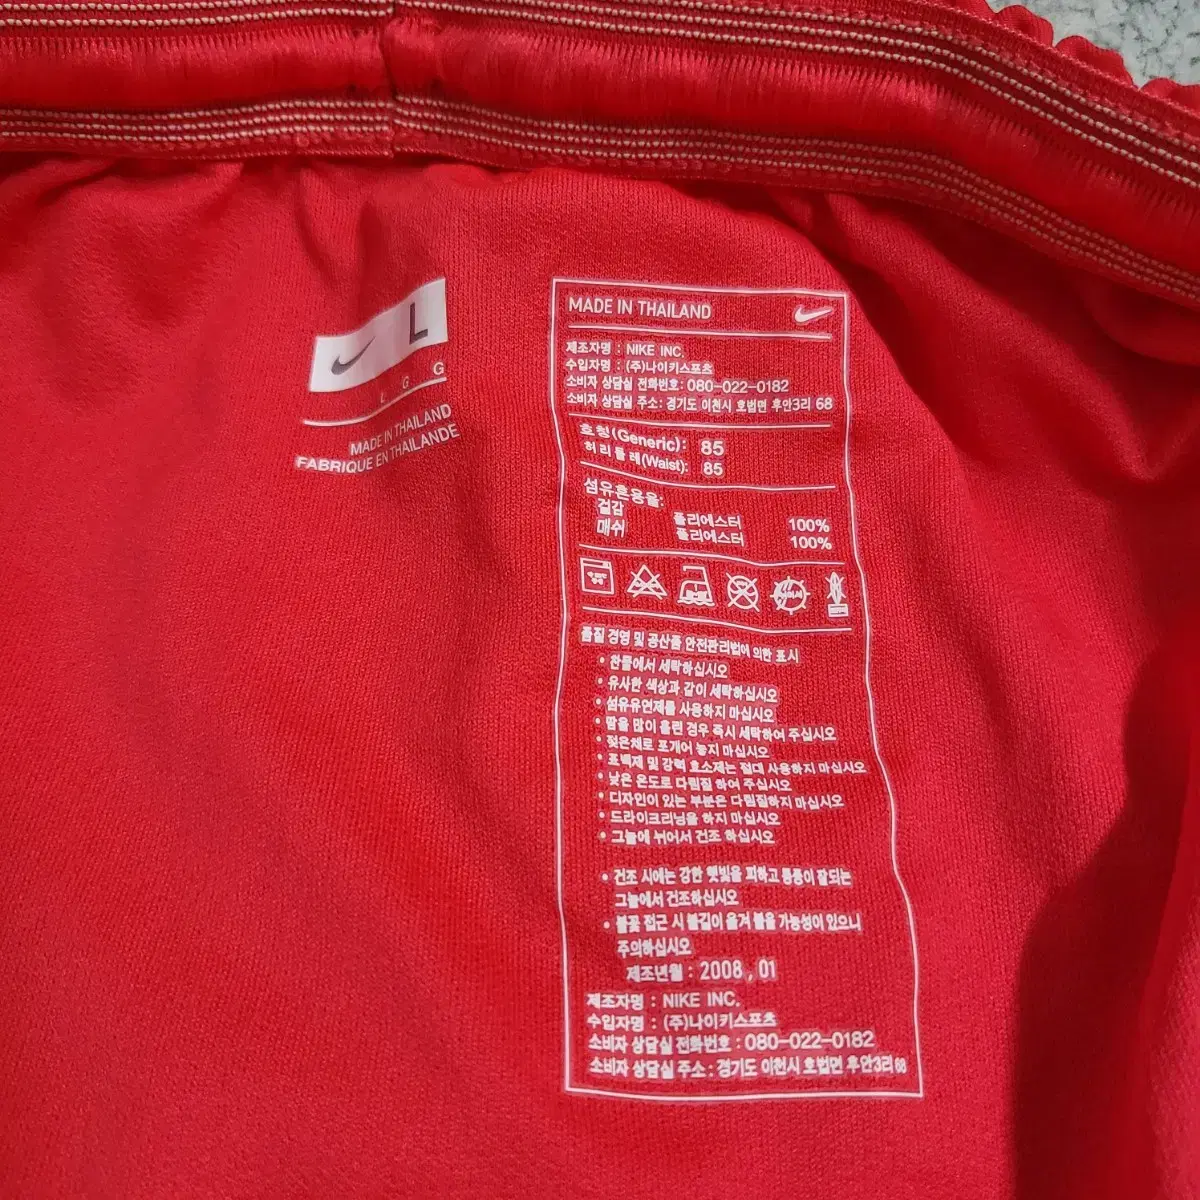 L
L G G
MADE IN THAILAND
FABRIQUE EN THAILANDE
MADE IN THAILAND
제조자명 : NIKE INC.
수입자명 : (주)나이키스포츠
소비자 상담실 전화번호: 080-022-0182
소비자 상담실 주소: 경기도 이천시 호법면 후안3리 68
호칭(Generic): 85
허리둘레(Waist): 85
섬유혼용율:
겉감 폴리에스터 100%
매쉬 폴리에스터 100%
품질 경영 및 공산품 안전관리법에 의한 표시
• 찬물에서 세탁하십시오
• 유사한 색상과 같이 세탁하십시오
• 섬유유연제를 사용하지 마십시오
• 땀을 많이 흘린 경우 즉시 세탁하여 주십시오
• 젖은채로 포개어 놓지 마십시오
• 표백제 및 강력 효소제는 절대 사용하지 마십시오
• 낮은 온도로 다림질 하여 주십시오
• 디자인이 있는 부분은 다림질하지 마십시오
• 드라이크리닝을 하지 마십시오
• 그늘에 뉘어서 건조 하십시오
• 건조 시에는 강한 햇빛을 피하고 통풍이 잘되는
그늘에서 건조하십시오
• 불꽃 접근 시 불길이 옮겨 붙을 가능성이 있으니
주의하십시오
제조년월 : 2008 , 01
제조자명 : NIKE INC.
수입자명 : (주)나이키스포츠
소비자 상담실 전화번호 : 080-022-0182
소비자 상담실 주소 : 경기도 이천시 호법면 후안3리 68